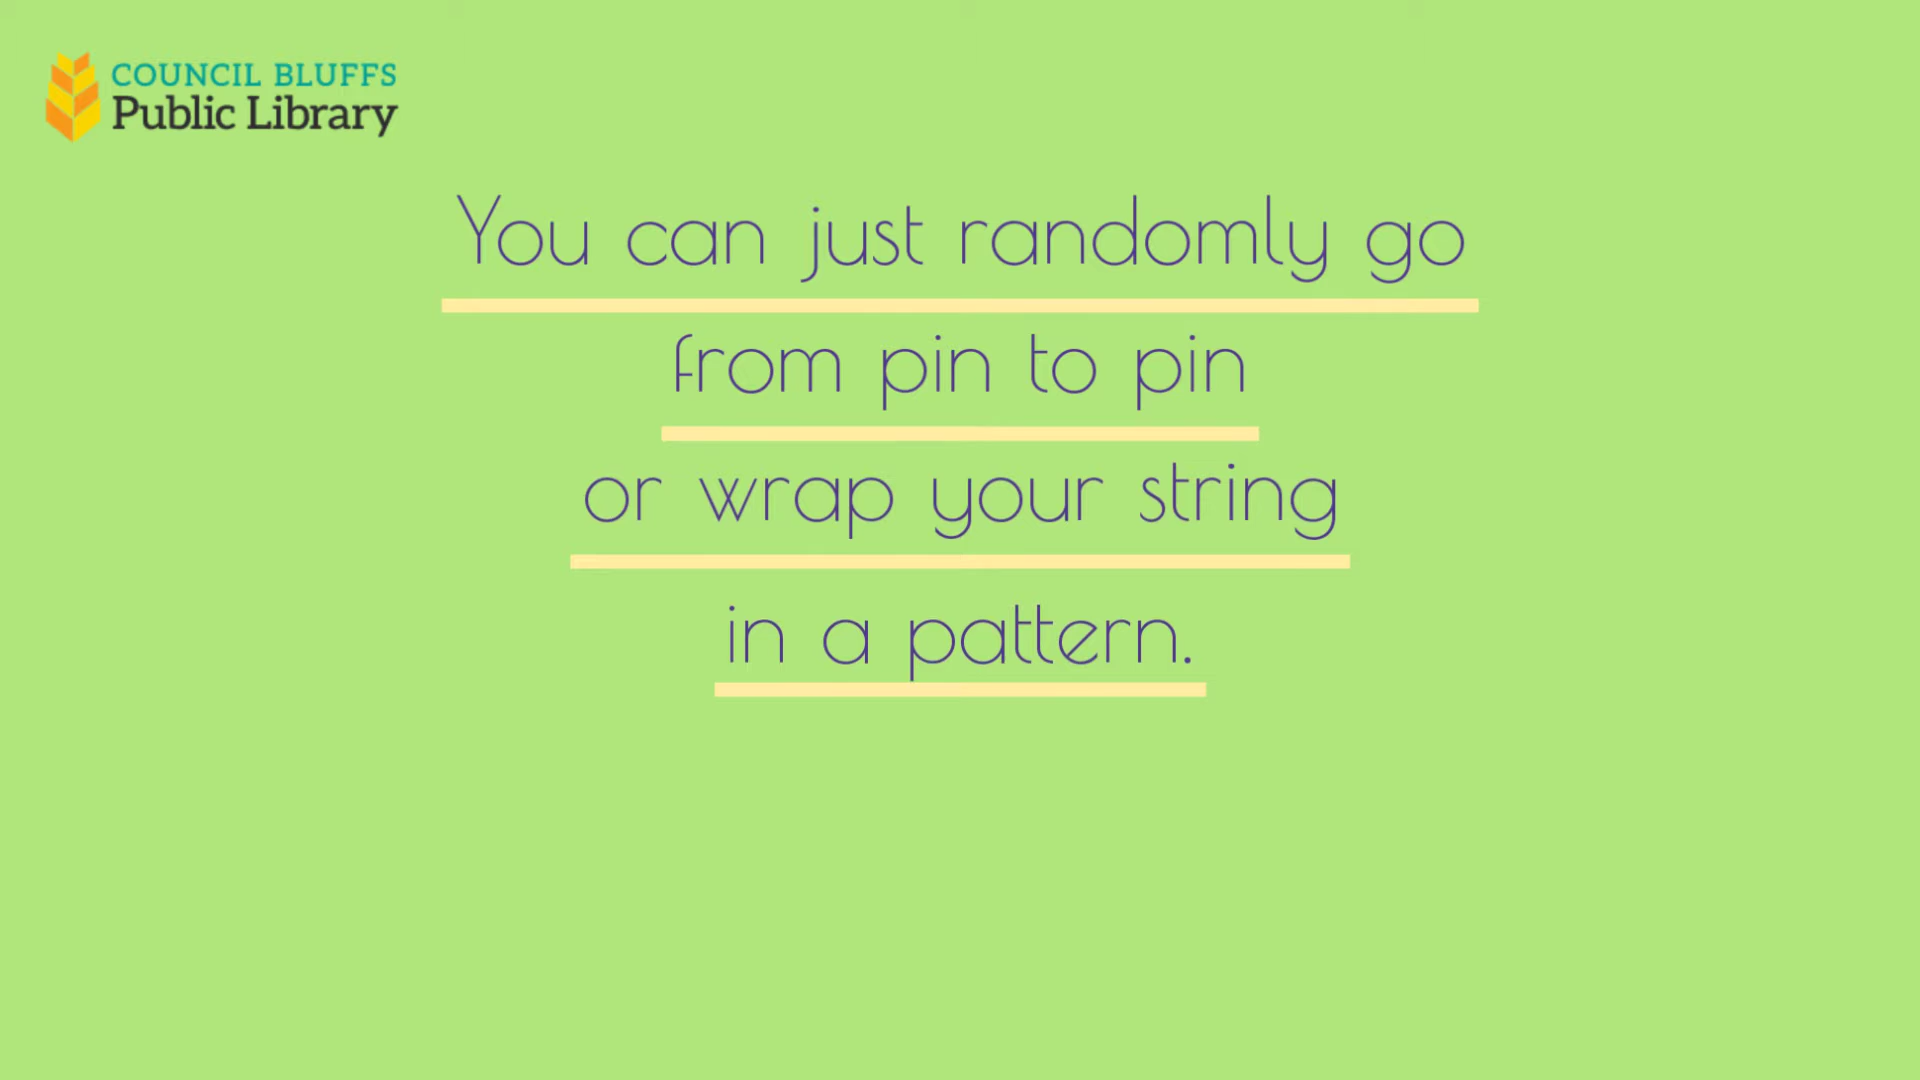 COUNCIL BLUFFS
Public Library
You can just randomly go
from pin to pin
or wrap your string
in a pattern.